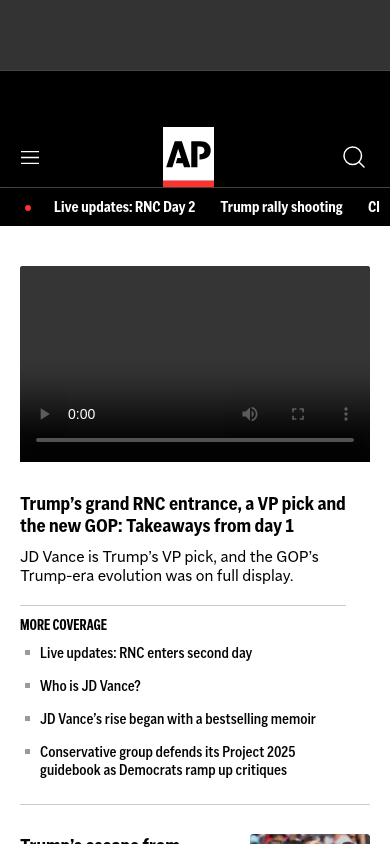 AP
Live updates: RNC Day 2 Trump rally shooting
0:00
Trump's grand RNC entrance, a VP pick and
the new GOP: Takeaways from day 1
JD Vance is Trump's VP pick, and the GOP's
Trump-era evolution was on full display.
MORE COVERAGE
Live updates: RNC enters second day
Who is JD Vance?
JD Vance's rise began with a bestselling memoir
Conservative group defends its Project 2025
guidebook as Democrats ramp up critiques
Trump's escape from